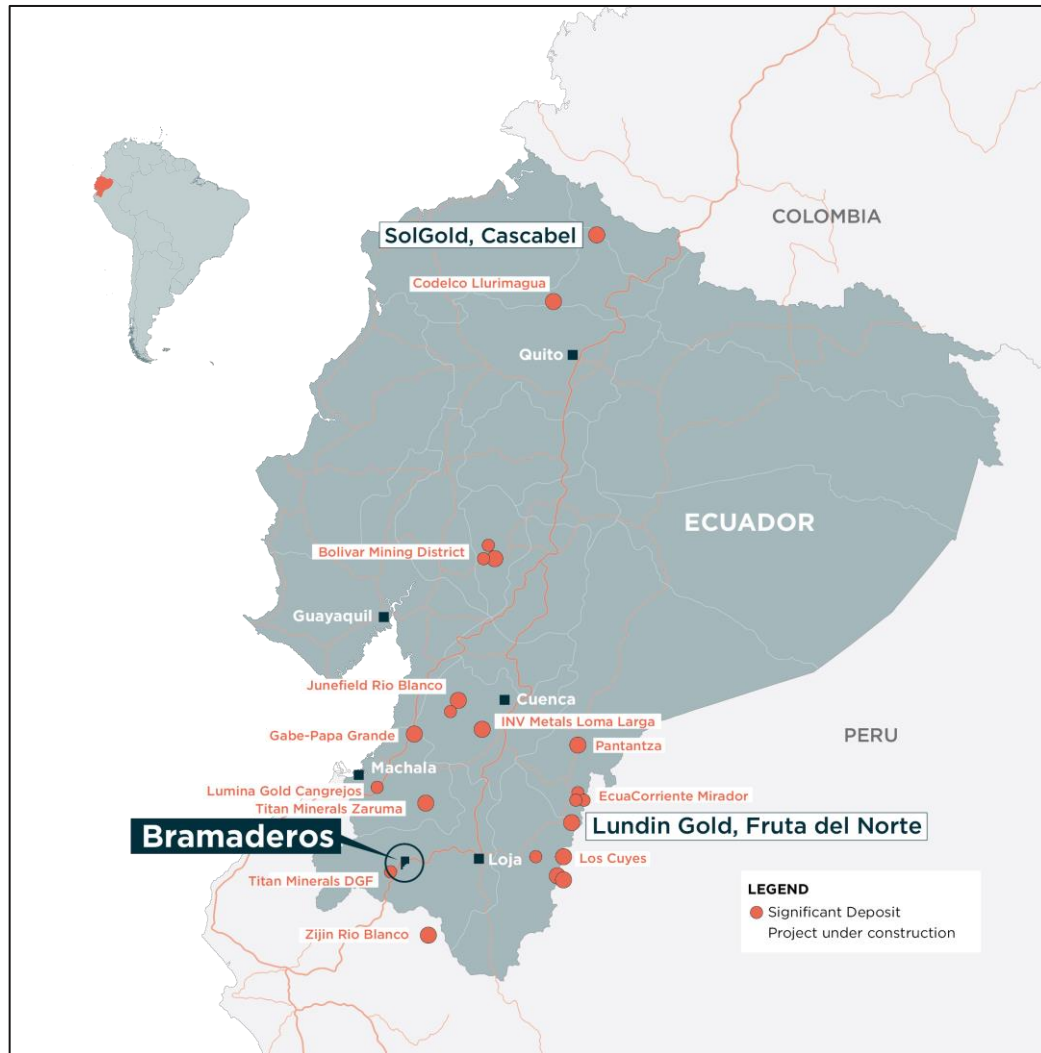 COLOMBIA
SolGold, Cascabel
Codelco Llurimagua
Quito
ECUADOR
Bolivar Mining District
Guayaquil
Junefield Rio Blanco
Cuenca
INV Metals Loma Larga
Gabe-Papa Grande
PERU
Pantantza
Machala
Lumina Gold Cangrejos
EcuaCorriente Mirador
Titan Minerals Zaruma
Lundin Gold, Fruta del Norte
Bramaderos
Loja
Los Cuyes
Titan Minerals DGF
LEGEND
Significant Deposit
Project under construction
Zijin Rio Blanco